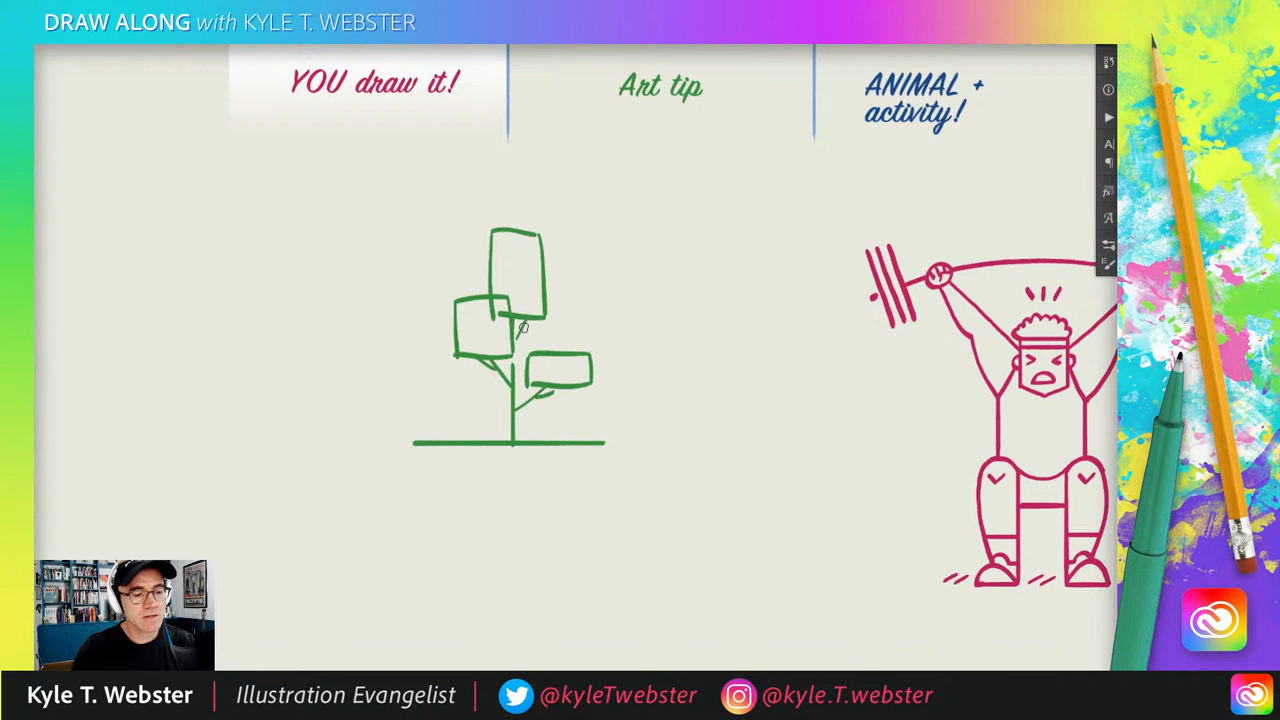 DRAW ALONG with KYLE T. WEBSTER
YOU draw it!
Art tip
ANIMAL +
activity!
Kyle T. Webster | Illustration Evangelist | @kyleTwebster @kyle.T.webster